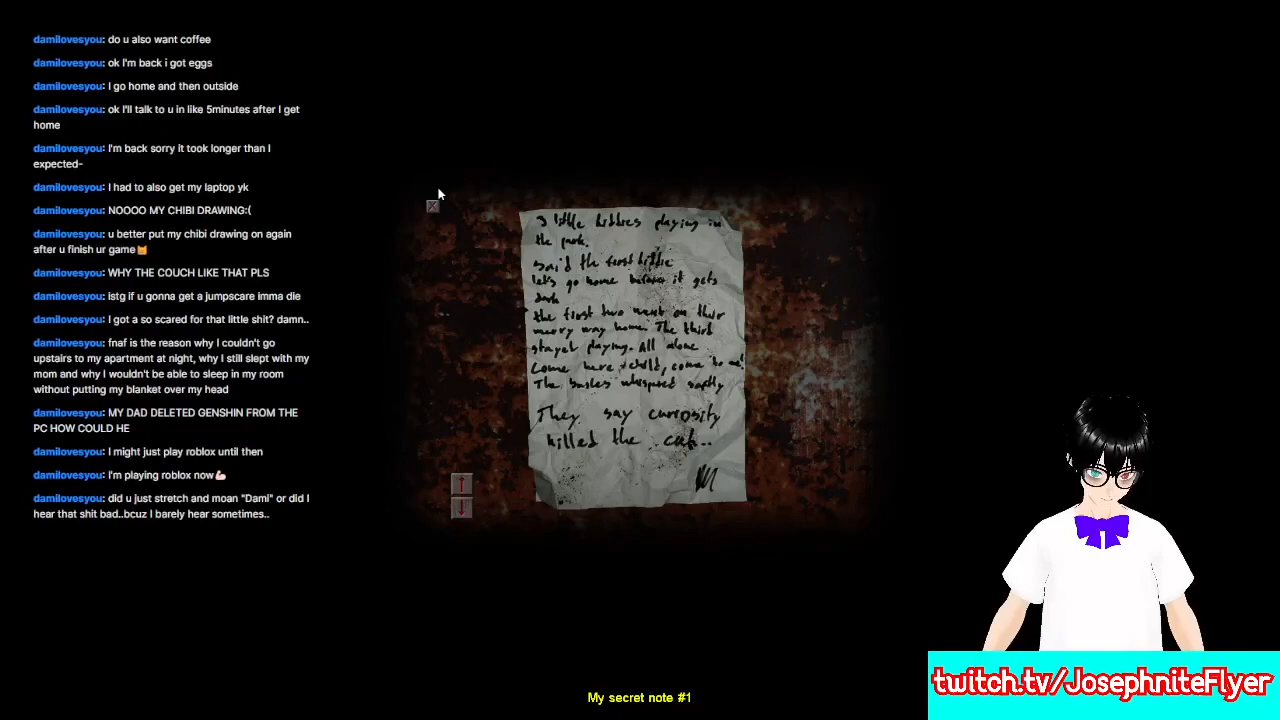 damilovesyou: do u also want coffee
damilovesyou: ok I'm back i got eggs
damilovesyou: I go home and then outside
damilovesyou: ok I'll talk to u in like 5minutes after I get
home
damilovesyou: I'm back sorry it took longer than I
expected-
damilovesyou: I had to also get my laptop yk
damilovesyou: NOOOO MY CHIBI DRAWING:(
damilovesyou: u better put my chibi drawing on again
after u finish ur game
damilovesyou: WHY THE COUCH LIKE THAT PLS
damilovesyou: istg if u gonna get a jumpscare imma die
damilovesyou: I got a so scared for that little shit? damn..
damilovesyou: fnaf is the reason why I couldn't go
upstairs to my apartment at night, why I still slept with my
mom and why I wouldn't be able to sleep in my room
without putting my blanket over my head
damilovesyou: MY DAD DELETED GENSHIN FROM THE
PC HOW COULD HE
damilovesyou: I might just play roblox until then
damilovesyou: I'm playing roblox now💪🏻
damilovesyou: did u just stretch and moan "Dami" or did I
hear that shit bad..bcuz I barely hear sometimes..
3 little kiddies playing in
the park.
said the first kiddie
let's go home before it gets
dark
the first two went on their
merry way home. The third
stayed playing. All alone
Come here child, come to me!
The bushes whispered softly
They say curiosity
killed the cat...
My secret note #1
twitch.tv/JosephniteFlyer